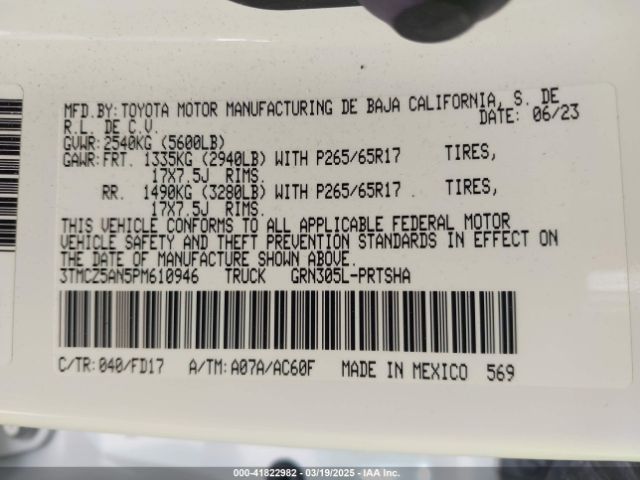 MFD.BY:TOYOTA MOTOR MANUFACTURING DE BAJA CALIFORNIA, S. DE
R.L. DE C.V. DATE: 06/23
GVWR:2540KG (5600LB)
GAWR:FRT. 1335KG (2940LB) WITH P265/65R17 TIRES,
17X7.5J RIMS.
RR. 1490KG (3280LB) WITH P265/65R17 TIRES,
17X7.5J RIMS.
THIS VEHICLE CONFORMS TO ALL APPLICABLE FEDERAL MOTOR
VEHICLE SAFETY AND THEFT PREVENTION STANDARDS IN EFFECT ON
THE DATE OF MANUFACTURE SHOWN ABOVE.
3TMCZ5AN5PM610946 TRUCK GRN305L-PRTSHA
C/TR:040/FD17 A/TM:A07A/AC60F MADE IN MEXICO 569
000-41822982 - 03/19/2025 - IAA Inc.